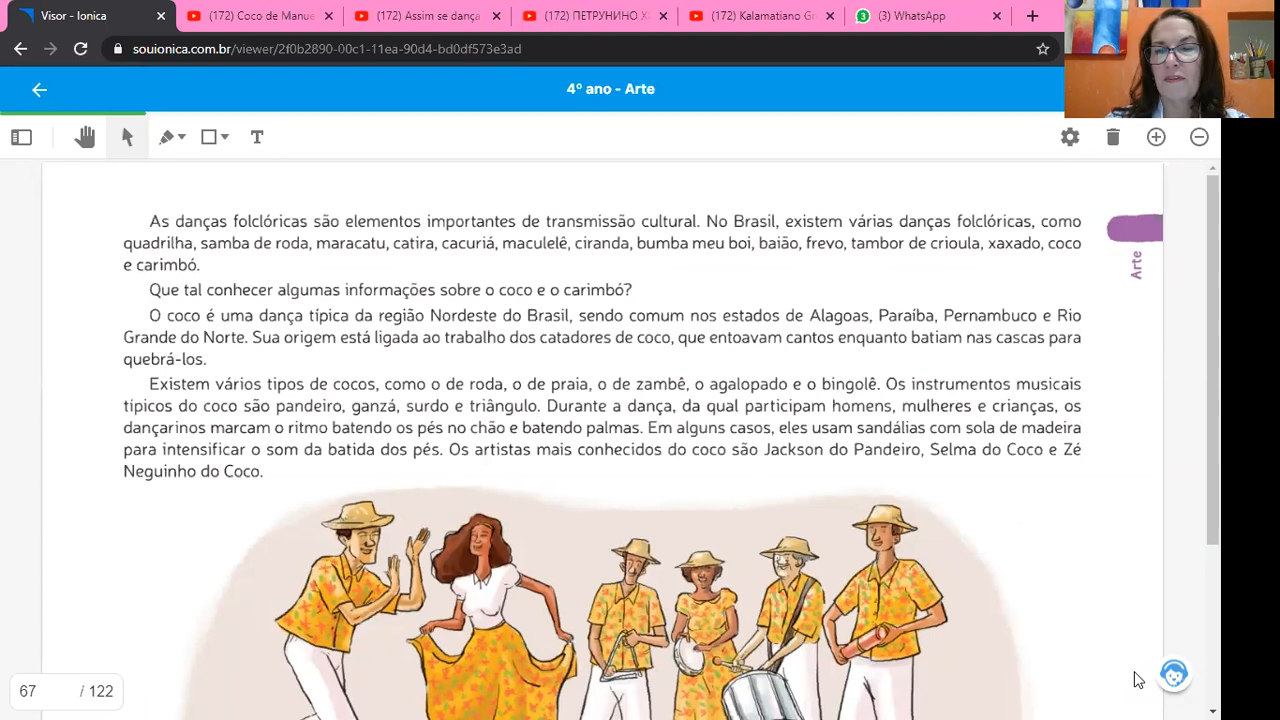 Visor - Ionica
(172) Coco de Manue
(172) Assim se dança
(172) ПЕТРУНИНО ХО
(172) Kalamatiano Gr
(3) WhatsApp
souionica.com.br/viewer/2f0b2890-00c1-11ea-90d4-bd0df573e3ad
4º ano - Arte
T
As danças folclóricas são elementos importantes de transmissão cultural. No Brasil, existem várias danças folclóricas, como
quadrilha, samba de roda, maracatu, catira, cacuriá, maculelê, ciranda, bumba meu boi, baião, frevo, tambor de crioula, xaxado, coco
e carimbó.
Arte
Que tal conhecer algumas informações sobre o coco e o carimbó?
O coco é uma dança típica da região Nordeste do Brasil, sendo comum nos estados de Alagoas, Paraíba, Pernambuco e Rio
Grande do Norte. Sua origem está ligada ao trabalho dos catadores de coco, que entoavam cantos enquanto batiam nas cascas para
quebrá-los.
Existem vários tipos de cocos, como o de roda, o de praia, o de zambê, o agalopado e o bingolê. Os instrumentos musicais
típicos do coco são pandeiro, ganzá, surdo e triângulo. Durante a dança, da qual participam homens, mulheres e crianças, os
dançarinos marcam o ritmo batendo os pés no chão e batendo palmas. Em alguns casos, eles usam sandálias com sola de madeira
para intensificar o som da batida dos pés. Os artistas mais conhecidos do coco são Jackson do Pandeiro, Selma do Coco e Zé
Neguinho do Coco.
67 / 122